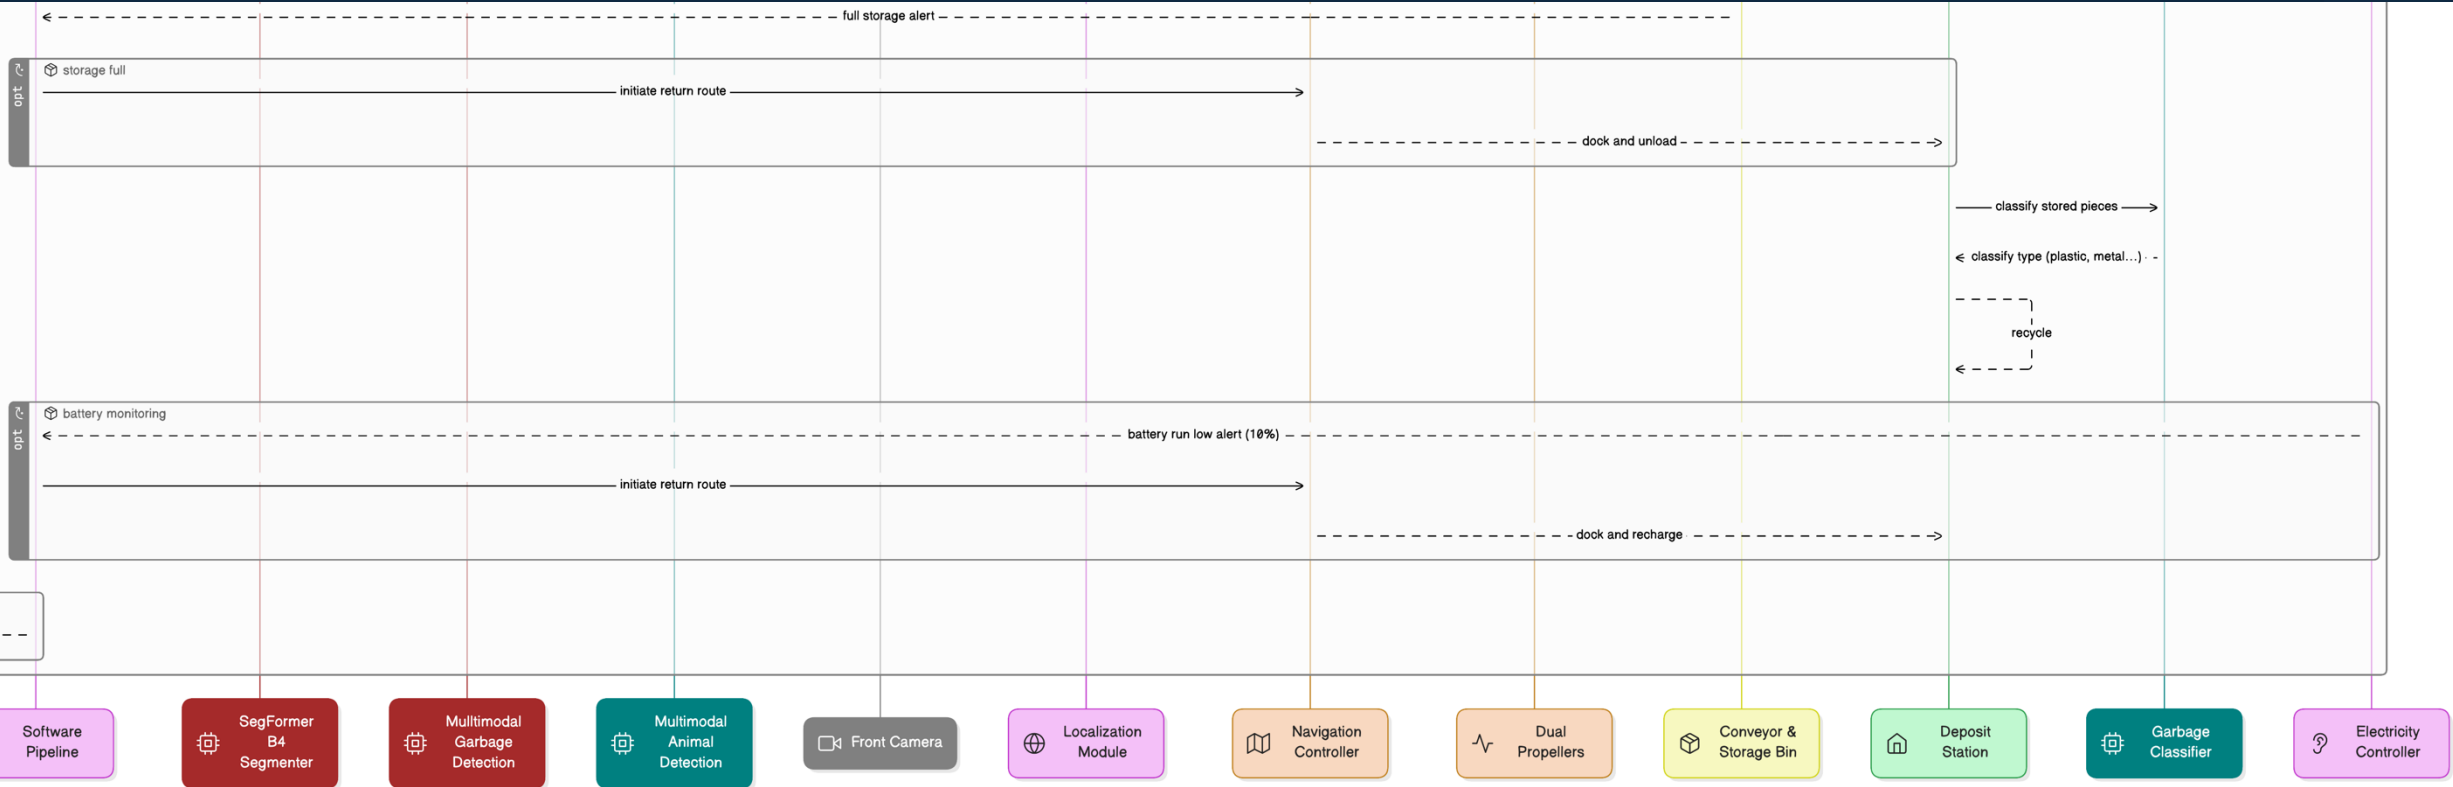 full storage alert
opt
storage full
initiate return route
dock and unload
classify stored pieces
classify type (plastic, metal...)
recycle
opt
battery monitoring
battery run low alert (10%)
initiate return route
dock and recharge
Software
Pipeline
SegFormer
B4
Segmenter
Mulltimodal
Garbage
Detection
Multimodal
Animal
Detection
Front Camera
Localization
Module
Navigation
Controller
Dual
Propellers
Conveyor &
Storage Bin
Deposit
Station
Garbage
Classifier
Electricity
Controller